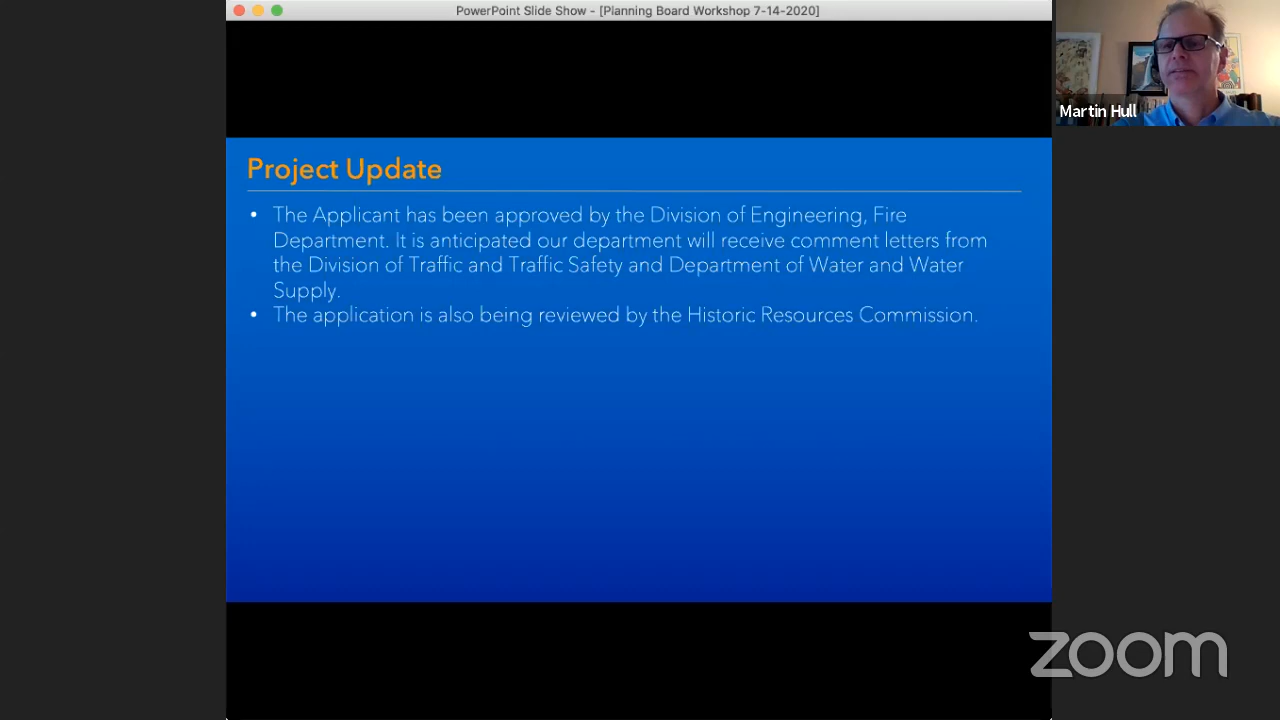 PowerPoint Slide Show - [Planning Board Workshop 7-14-2020]
Martin Hull
Project Update
• The Applicant has been approved by the Division of Engineering, Fire
Department. It is anticipated our department will receive comment letters from
the Division of Traffic and Traffic Safety and Department of Water and Water
Supply.
• The application is also being reviewed by the Historic Resources Commission.
zoom